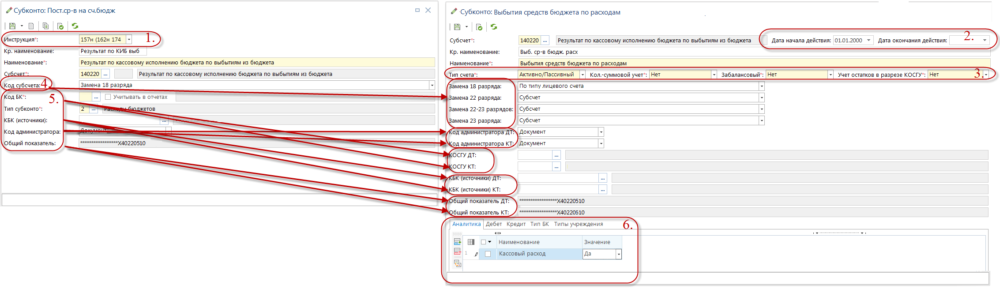 Субконто: Пост.ср-в на сч.бюдж
Инструкция*:
157н (162н 174
1.
Кр. наименование:
Результат по КИБ выб
Наименование*:
Результат по кассовому исполнению бюджета по выбытиям из бюджета
Субсчет*:
140220
...
Результат по кассовому исполнению бюджета по выбытиям из бюджета
Код субсчета:
4.
Замена 18 разряда
Код БК*:
5.
...
Учитывать в отчетах
Тип субконто*:
2
...
Расходы бюджетов
КБК (источники):
...
Код администратора:
Документ
Общий показатель:
*****************Х40220510
Субконто: Выбытия средств бюджета по расходам
Субсчет*:
140220
...
Результат по кассовому исполнению бюджета по выбытиям из бюджета
Дата начала действия:
01.01.2000
Дата окончания действия:
2.
Кр. наименование:
Выб. ср-в бюдж. расх
Наименование*:
Выбытия средств бюджета по расходам
Тип счета*:
Активно/Пассивный
Кол.-суммовой учет*:
Нет
Забалансовый*:
Нет
Учет остатков в разрезе КОСГУ*:
Нет
3.
Замена 18 разряда:
По типу лицевого счета
Замена 22 разряда:
Субсчет
Замена 22-23 разрядов:
Субсчет
Замена 23 разряда:
Субсчет
Код администратора ДТ:
Документ
Код администратора КТ:
Документ
КОСГУ ДТ:
...
КОСГУ КТ:
...
КБК (источники) ДТ:
...
КБК (источники) КТ:
...
Общий показатель ДТ:
*****************Х40220510
Общий показатель КТ:
*****************Х40220610
Аналитика
Дебет
Кредит
Тип БК
Типы учреждения
6.
Наименование
Значение
1
Кассовый расход
Да